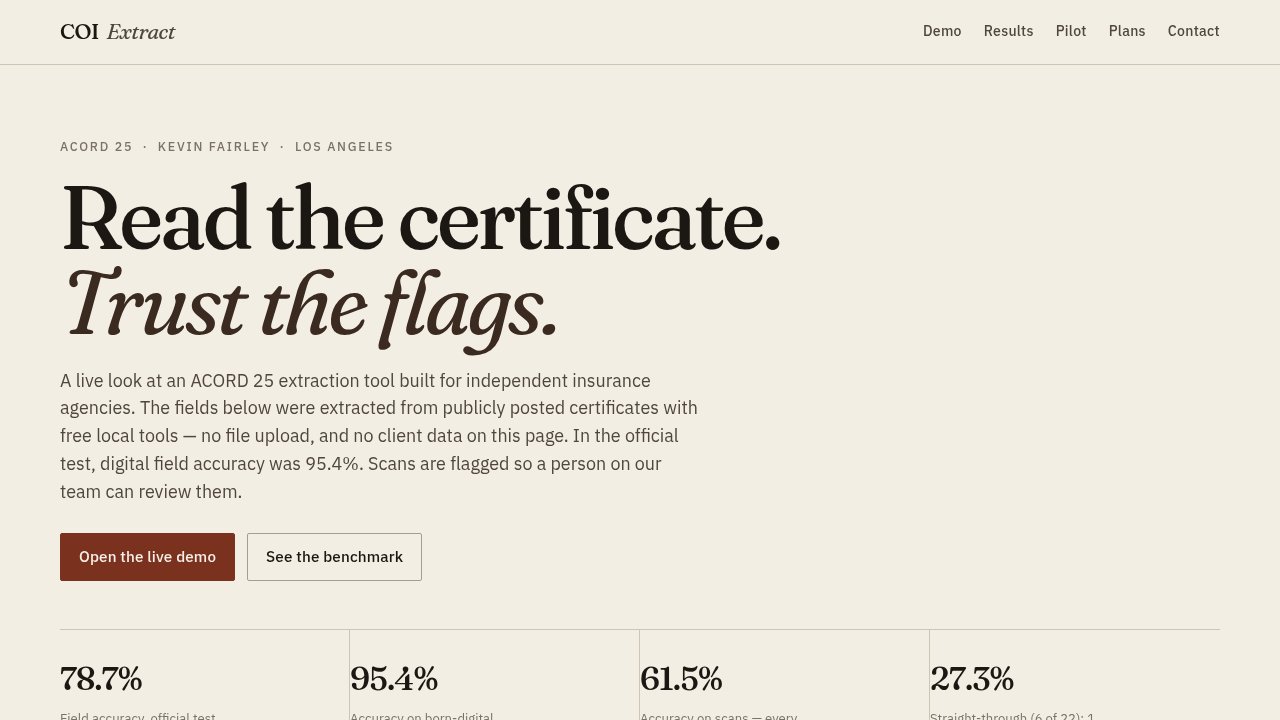 COI Extract
Demo
Results
Pilot
Plans
Contact
ACORD 25 · KEVIN FAIRLEY · LOS ANGELES
Read the certificate.
Trust the flags.
A live look at an ACORD 25 extraction tool built for independent insurance
agencies. The fields below were extracted from publicly posted certificates with
free local tools — no file upload, and no client data on this page. In the official
test, digital field accuracy was 95.4%. Scans are flagged so a person on our
team can review them.
Open the live demo
See the benchmark
78.7%
95.4%
61.5%
27.3%
Field accuracy, official test
Accuracy on born-digital
Accuracy on scans — every
Straight-through (6 of 22); 1